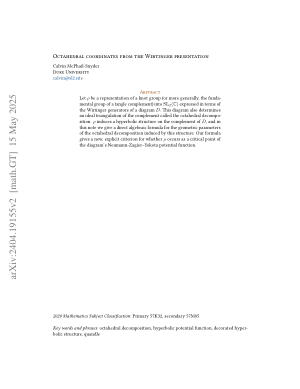 OCTAHEDRAL COORDINATES FROM THE WIRTINGER PRESENTATION
Calvin McPhail-Snyder
DUKE UNIVERSITY
calvin@sl2.site
ABSTRACT
Let ρ be a representation of a knot group (or more generally, the funda-
mental group of a tangle complement) into SL₂(C) expressed in terms of
the Wirtinger generators of a diagram D. This diagram also determines
an ideal triangulation of the complement called the octahedral decompo-
sition. ρ induces a hyperbolic structure on the complement of D, and in
this note we give a direct algebraic formula for the geometric parameters
of the octahedral decomposition induced by this structure. Our formula
gives a new, explicit criterion for whether ρ occurs as a critical point of
the diagram's Neumann-Zagier–Yokota potential function.
arXiv:2404.19155v2 [math.GT] 15 May 2025
2020 Mathematics Subject Classification Primary 57K32, secondary 57K05
Key words and phrases octahedral decomposition, hyperbolic potential function, decorated hyper-
bolic structure, quandle